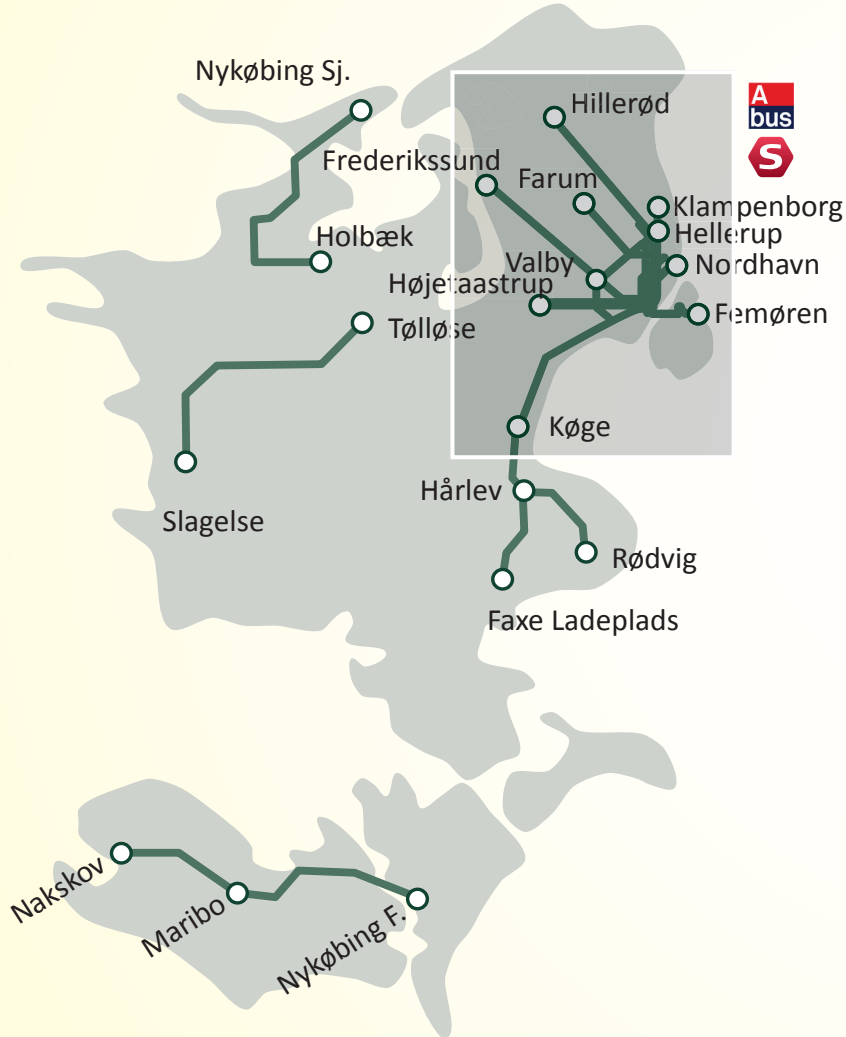 Nykøbing Sj.
Hillerød
A
bus
S
Frederikssund
Farum
Klampenborg
Hellerup
Holbæk
Valby
Nordhavn
Højetaastrup
Tølløse
Femøren
Køge
Hårlev
Slagelse
Rødvig
Faxe Ladeplads
Nakskov
Maribo
Nykøbing F.